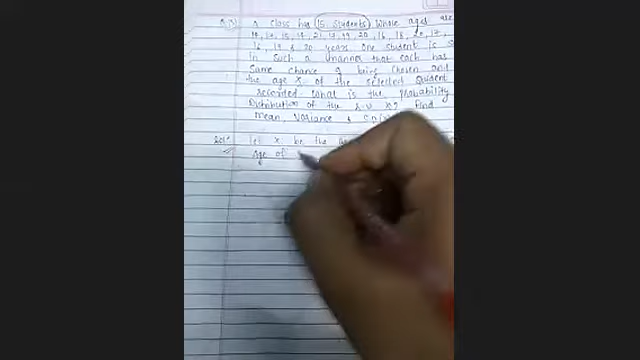 A class has 15 students whose ages are
14, 17, 15, 14, 21, 17, 19, 20, 16, 18, 20, 17,
16, 19 & 20 years one student is s
in such a manner that each has
same chance of being chosen and
the age X of the selected student
recorded what is the probability
Distribution of the r.v X? find
mean, Variance &
Solⁿ Let x be the
Age of